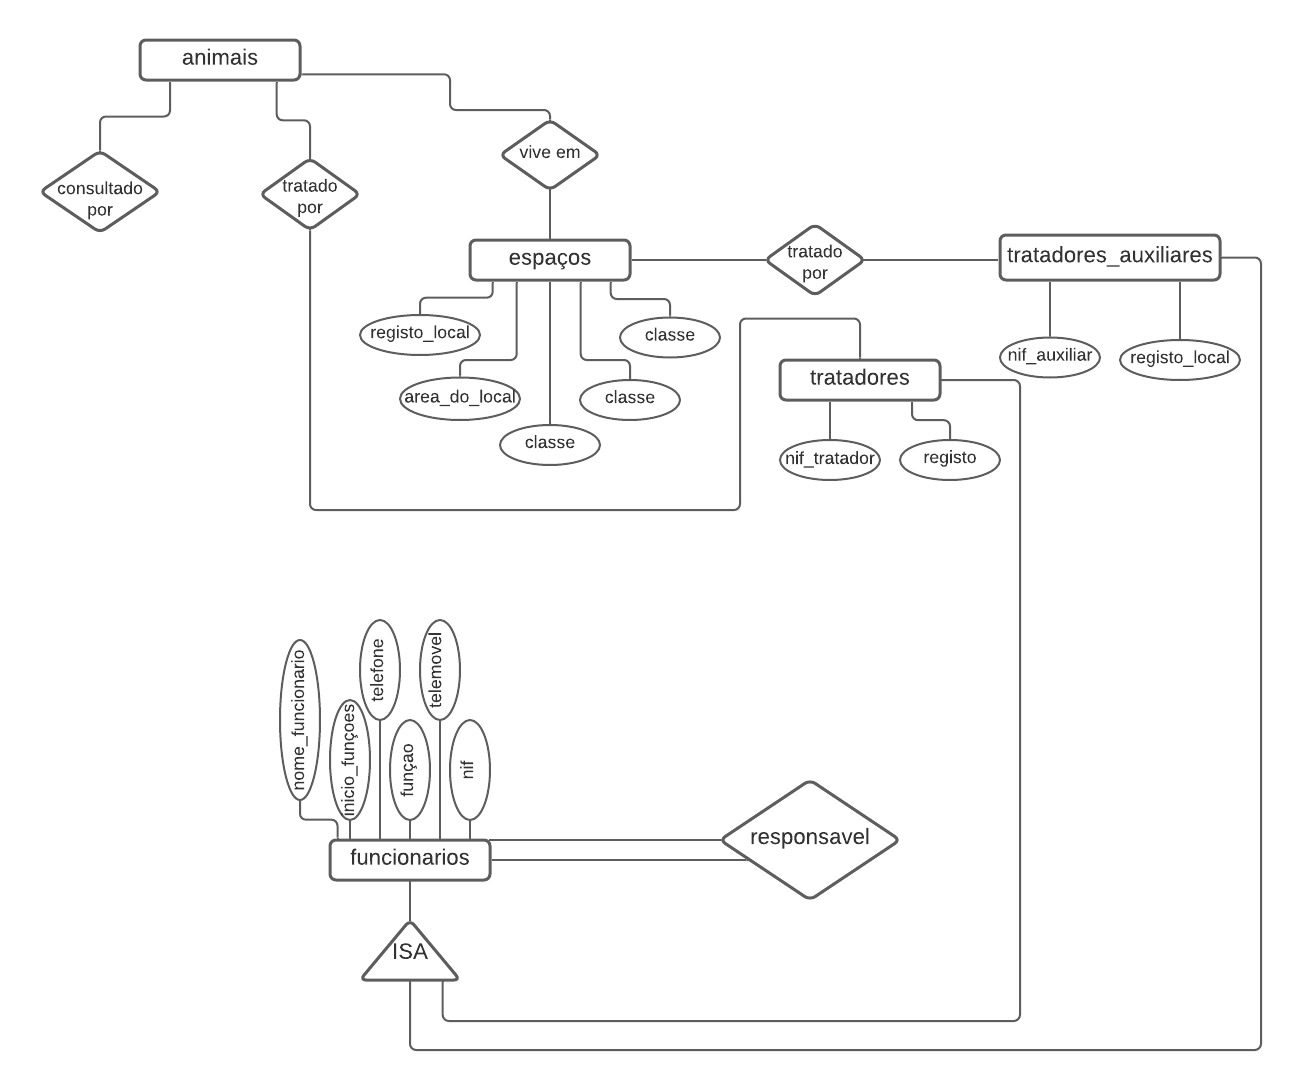 animais
vive em
consultado
por
tratado
por
espaços
tratado
por
tratadores_auxiliares
registo_local
classe
nif_auxiliar
registo_local
area_do_local
classe
tratadores
classe
nif_tratador
registo
nome_funcionario
inicio_funçoes
telefone
funçao
telemovel
nif
funcionarios
responsavel
ISA